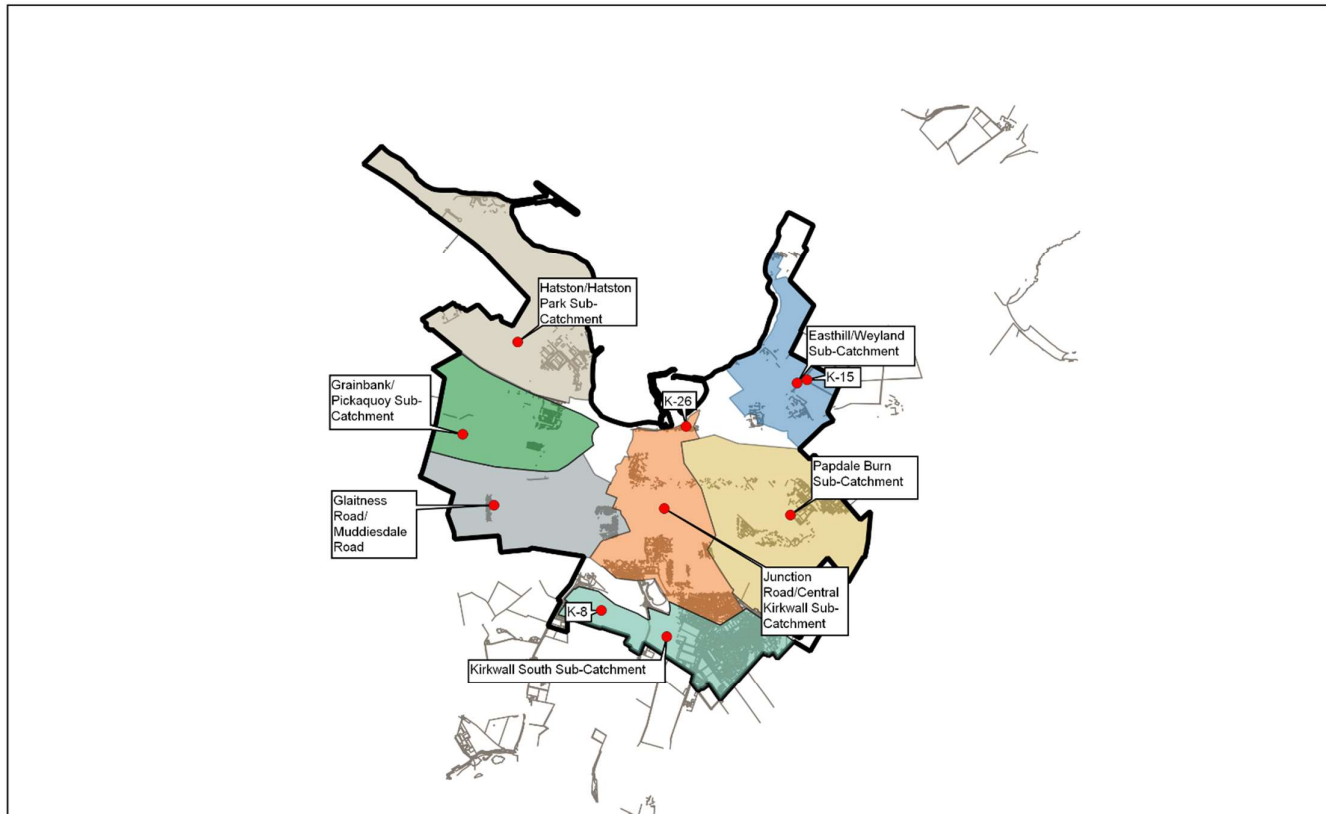 Hatston/Hatston
Park Sub-
Catchment
Easthill/Weyland
Sub-Catchment
K-15
Grainbank/
Pickaquoy Sub-
Catchment
K-26
Papdale Burn
Sub-Catchment
Glaitness
Road/
Muddiesdale
Road
Junction
Road/Central
Kirkwall Sub-
Catchment
K-8
Kirkwall South Sub-Catchment